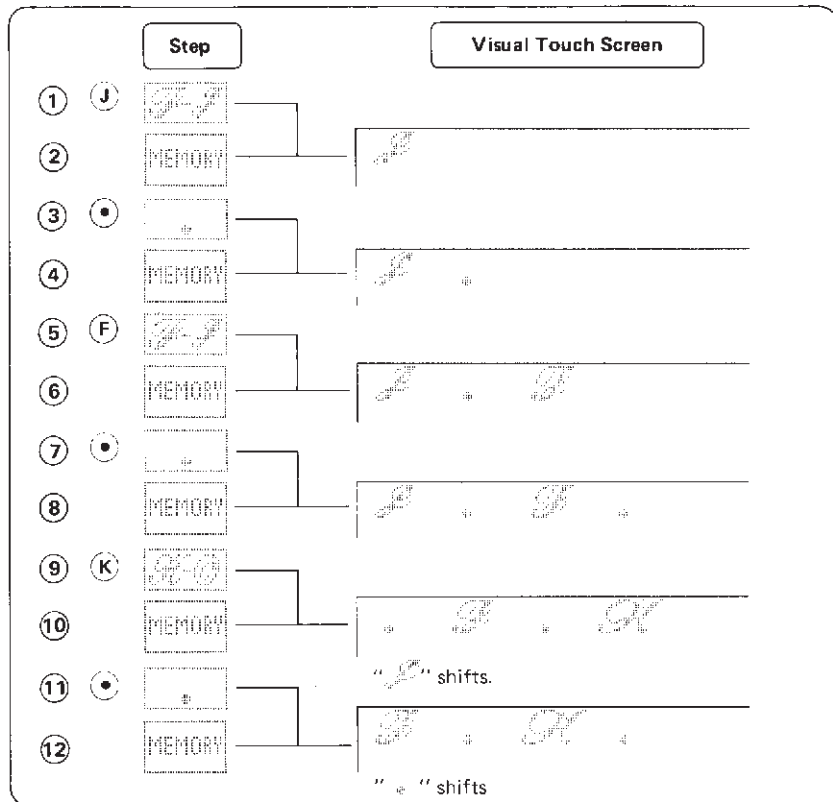 Step Visual Touch Screen
① Ⓙ F-J
② MEMORY J
③ •
④ MEMORY J .
⑤ Ⓕ F-J
⑥ MEMORY J . F
⑦ •
⑧ MEMORY J . F .
⑨ Ⓚ K-O
⑩ MEMORY . F . K
"J" shifts.
⑪ •
⑫ MEMORY F . K .
" . " shifts